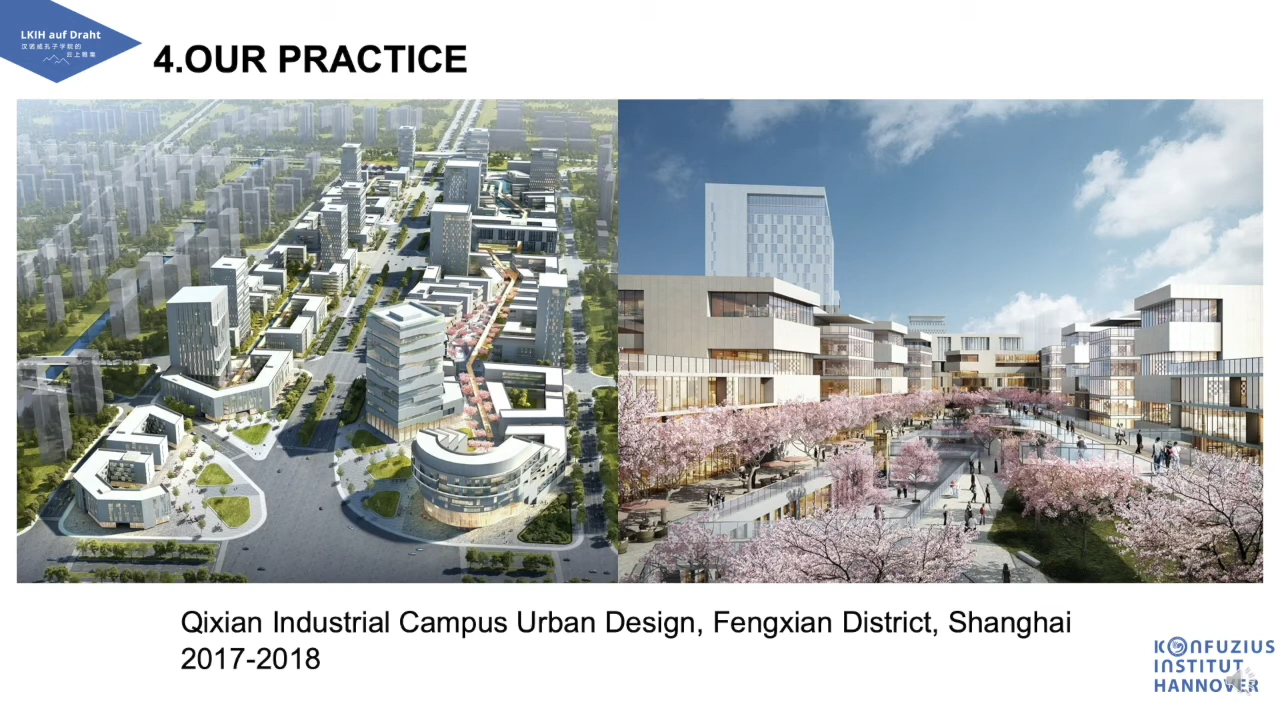 LKIH auf Draht
汉诺威孔子学院的
云上雅集
4.OUR PRACTICE
Qixian Industrial Campus Urban Design, Fengxian District, Shanghai
2017-2018
KONFUZIUS
INSTITUT
HANNOVER